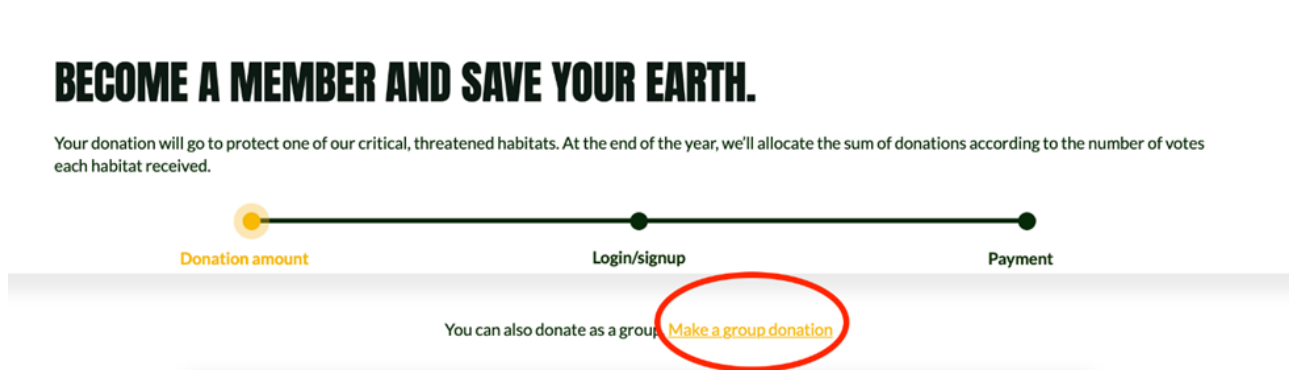 BECOME A MEMBER AND SAVE YOUR EARTH.
Your donation will go to protect one of our critical, threatened habitats. At the end of the year, we'll allocate the sum of donations according to the number of votes
each habitat received.
Donation amount Login/signup Payment
You can also donate as a group Make a group donation